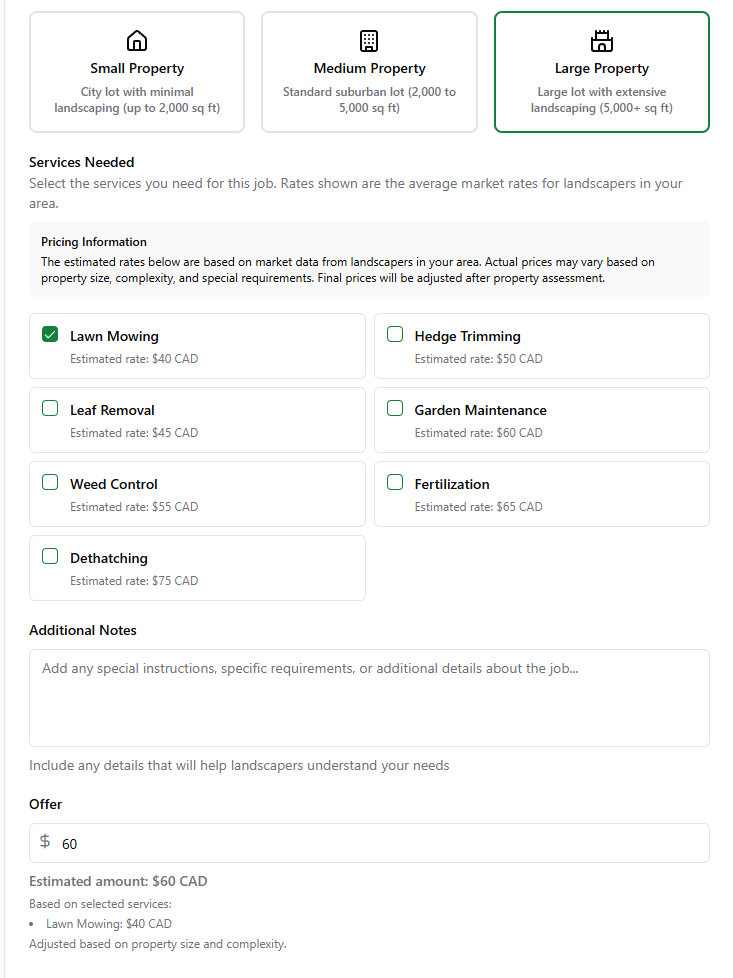 Small Property
City lot with minimal
landscaping (up to 2,000 sq ft)
Medium Property
Standard suburban lot (2,000 to
5,000 sq ft)
Large Property
Large lot with extensive
landscaping (5,000+ sq ft)
Services Needed
Select the services you need for this job. Rates shown are the average market rates for landscapers in your
area.
Pricing Information
The estimated rates below are based on market data from landscapers in your area. Actual prices may vary based on
property size, complexity, and special requirements. Final prices will be adjusted after property assessment.
Lawn Mowing
Estimated rate: $40 CAD
Hedge Trimming
Estimated rate: $50 CAD
Leaf Removal
Estimated rate: $45 CAD
Garden Maintenance
Estimated rate: $60 CAD
Weed Control
Estimated rate: $55 CAD
Fertilization
Estimated rate: $65 CAD
Dethatching
Estimated rate: $75 CAD
Additional Notes
Add any special instructions, specific requirements, or additional details about the job...
Include any details that will help landscapers understand your needs
Offer
$ 60
Estimated amount: $60 CAD
Based on selected services:
• Lawn Mowing: $40 CAD
Adjusted based on property size and complexity.